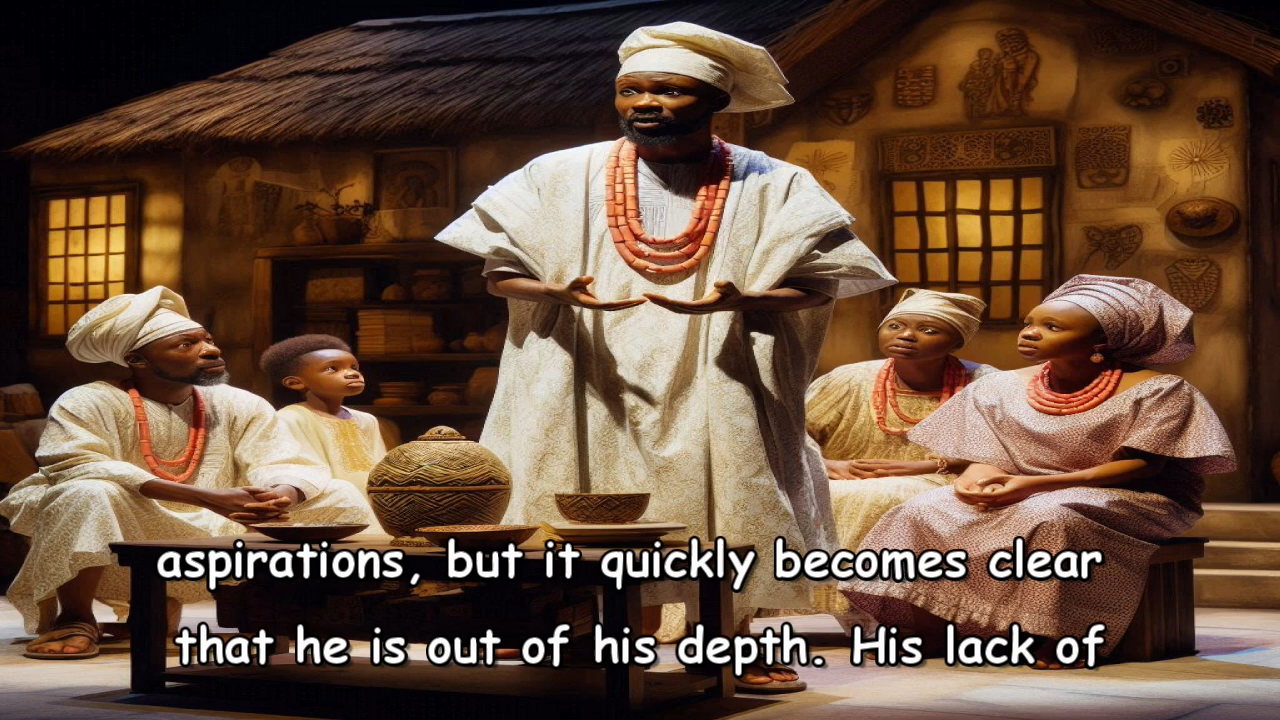 aspirations, but it quickly becomes clear
that he is out of his depth. His lack of